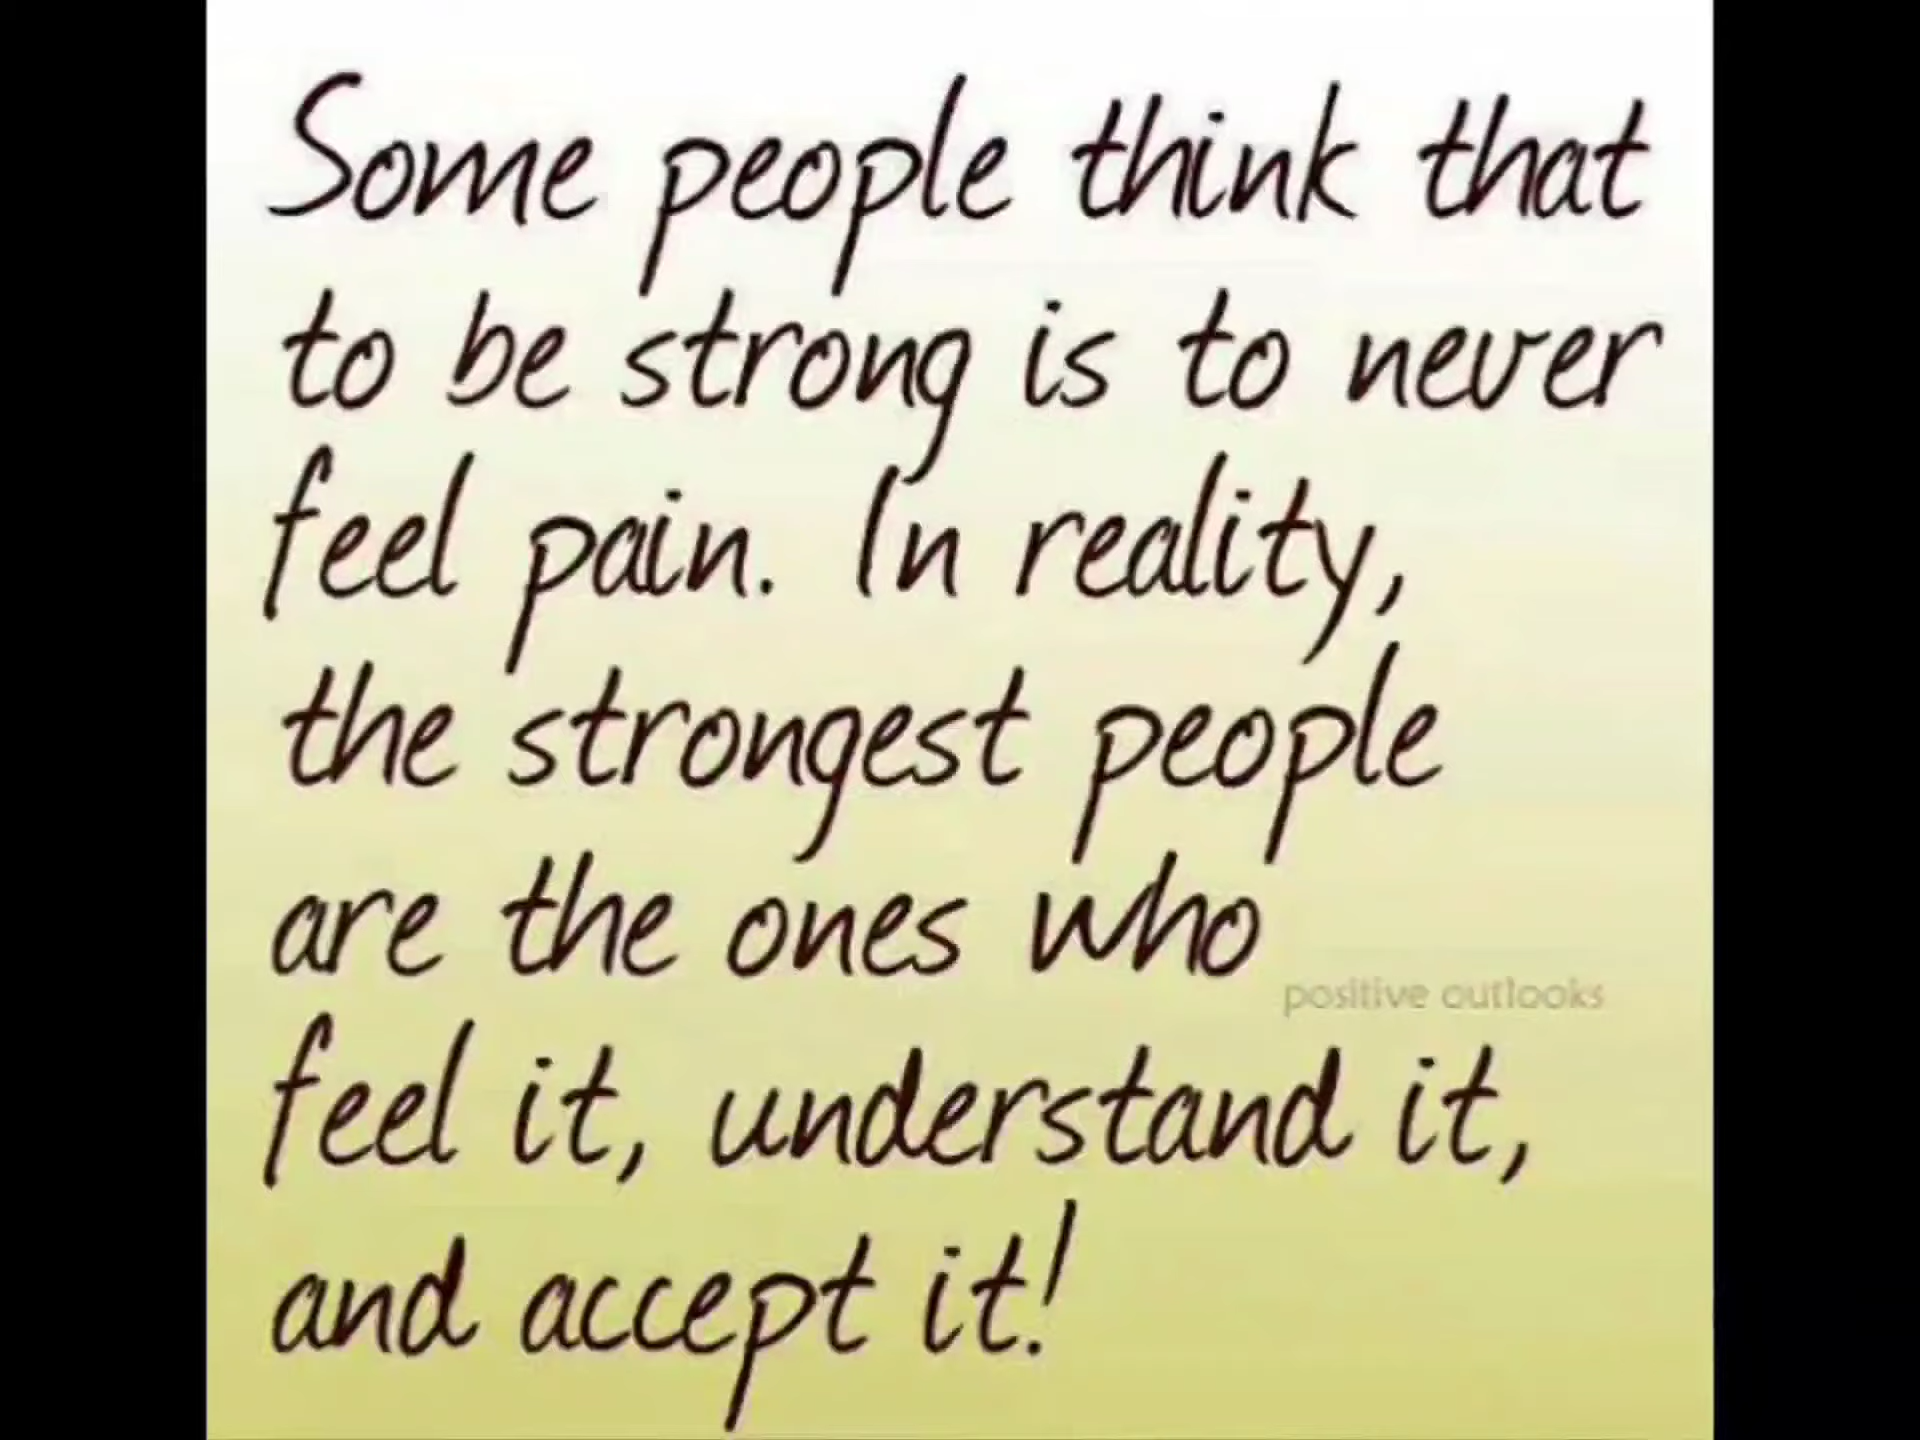 Some people think that
to be strong is to never
feel pain. In reality,
the strongest people
are the ones who
positive outlooks
feel it, understand it,
and accept it!